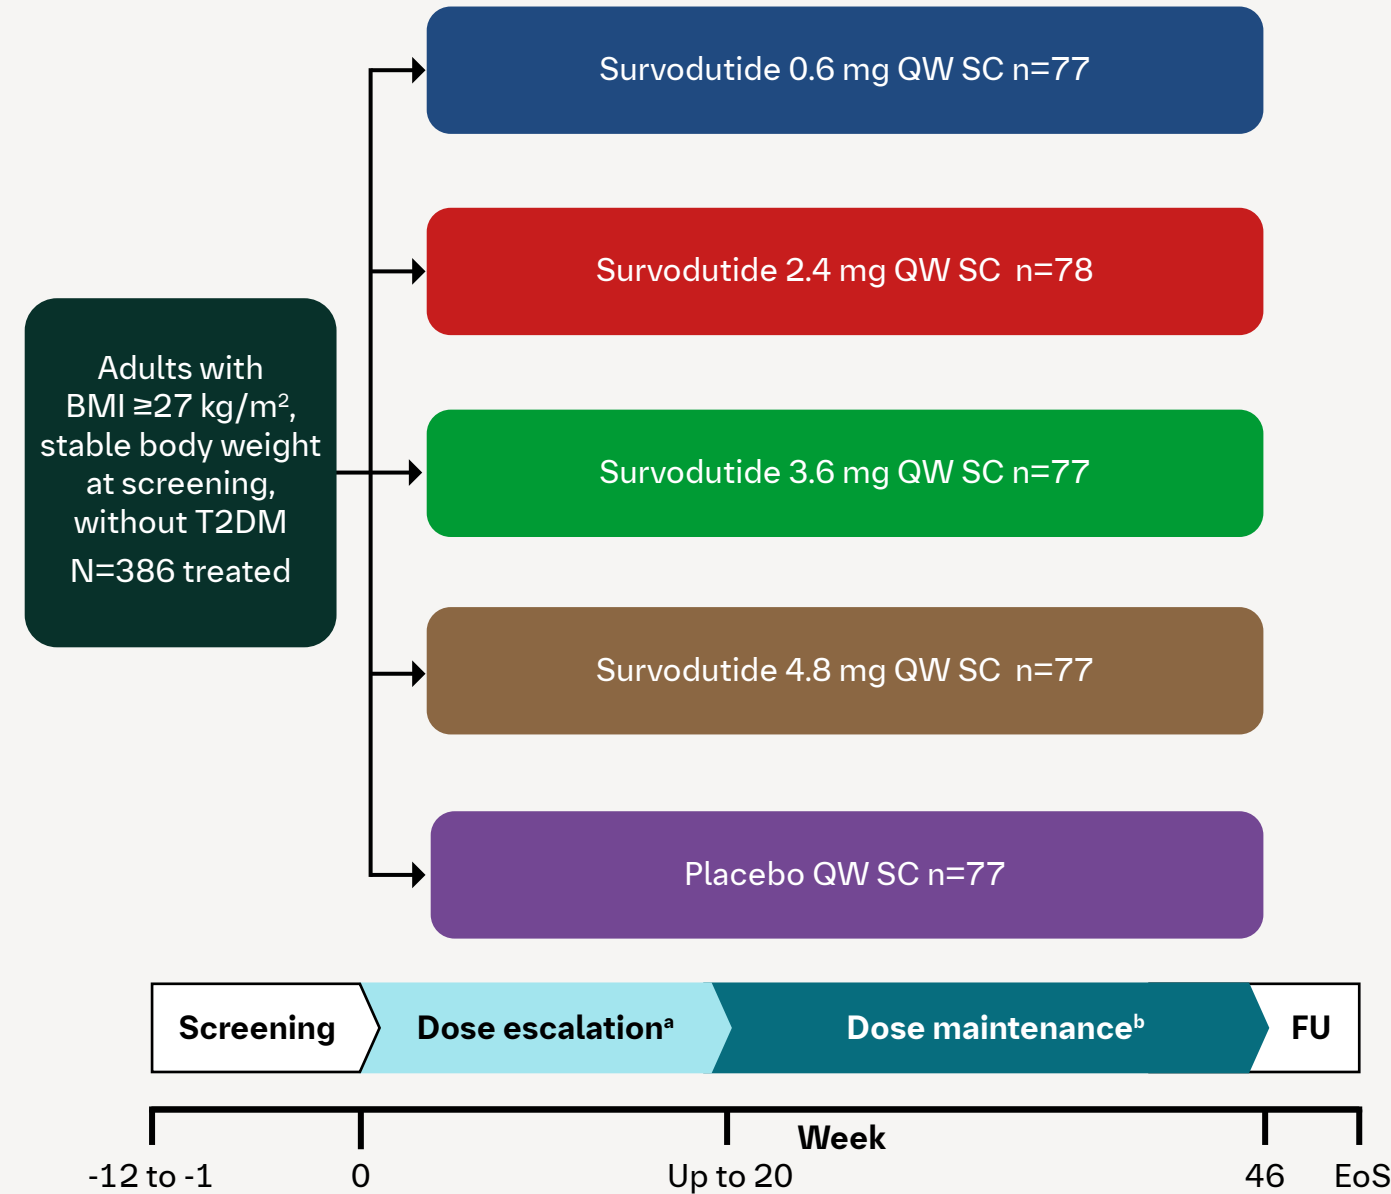 Survodutide 0.6 mg QW SC n=77
Survodutide 2.4 mg QW SC n=78
Adults with
BMI ≥27 kg/m²,
stable body weight
at screening,
without T2DM
N=386 treated
Survodutide 3.6 mg QW SC n=77
Survodutide 4.8 mg QW SC n=77
Placebo QW SC n=77
Screening
Dose escalationᵃ
Dose maintenanceᵇ
FU
Week
-12 to -1
0
Up to 20
46
EoS